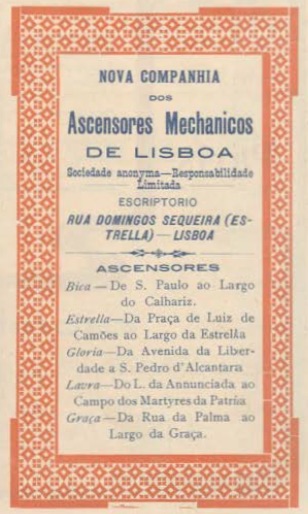 NOVA COMPANHIA
DOS
Ascensores Mechanicos
DE LISBOA
Sociedade anonyma—Responsabilidade
Limitada
ESCRIPTORIO
RUA DOMINGOS SEQUEIRA (ES-
TRELLA) — LISBOA
ASCENSORES
Bica — De S. Paulo ao Largo
do Calhariz.
Estrella—Da Praça de Luiz de
Camões ao Largo da Estrella
Gloria—Da Avenida da Liber-
dade a S. Pedro d'Alcantara
Lavra—Do L. da Annunciada ao
Campo dos Martyres da Patria
Graça—Da Rua da Palma ao
Largo da Graça.